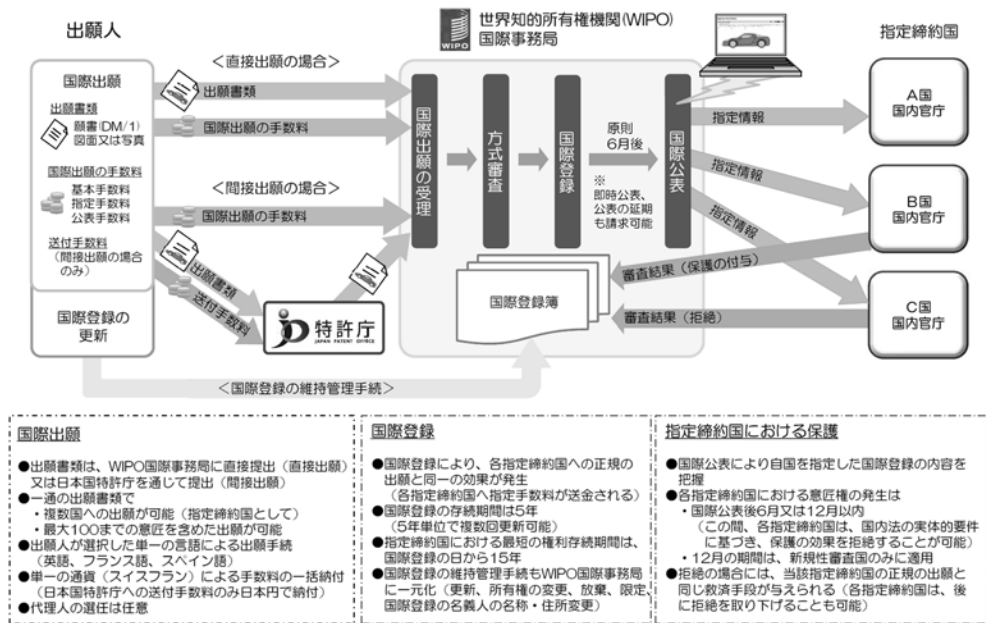 出願人
世界知的所有権機関(WIPO)
国際事務局
WIPO
指定締約国
国際出願
出願書類
願書(DM/1)
図面又は写真
国際出願の手数料
基本手数料
指定手数料
公表手数料
送付手数料
(間接出願の場合
のみ)
国際登録の
更新
<直接出願の場合>
出願書類
国際出願の手数料
<間接出願の場合>
国際出願の手数料
出願書類
送付手数料
特許庁
JAPAN PATENT OFFICE
国際出願の受理
方式審査
国際登録
原則
6月後
※
即時公表、
公表の延期
も請求可能
国際公表
国際登録簿
指定情報
指定情報
指定情報
審査結果(保護の付与)
審査結果(拒絶)
A国
国内官庁
B国
国内官庁
C国
国内官庁
<国際登録の維持管理手続>
国際出願
●出願書類は、WIPO国際事務局に直接提出(直接出願)
又は日本国特許庁を通じて提出(間接出願)
●一通の出願書類で
・複数国への出願が可能(指定締約国として)
・最大100までの意匠を含めた出願が可能
●出願人が選択した単一の言語による出願手続
(英語、フランス語、スペイン語)
●単一の通貨(スイスフラン)による手数料の一括納付
(日本国特許庁への送付手数料のみ日本円で納付)
●代理人の選任は任意
国際登録
●国際登録により、各指定締約国への正規の
出願と同一の効果が発生
(各指定締約国へ指定手数料が送金される)
●国際登録の存続期間は5年
(5年単位で複数回更新可能)
●指定締約国における最短の権利存続期間は、
国際登録の日から15年
●国際登録の維持管理手続もWIPO国際事務局
に一元化(更新、所有権の変更、放棄、限定、
国際登録の名義人の名称・住所変更)
指定締約国における保護
●国際公表により自国を指定した国際登録の内容を
把握
●各指定締約国における意匠権の発生は
・国際公表後6月又は12月以内
(この間、各指定締約国は、国内法の実体的要件
に基づき、保護の効果を拒絶することが可能)
・12月の期間は、新規性審査国のみに適用
●拒絶の場合には、当該指定締約国の正規の出願と
同じ救済手段が与えられる(各指定締約国は、後
に拒絶を取り下げることも可能)